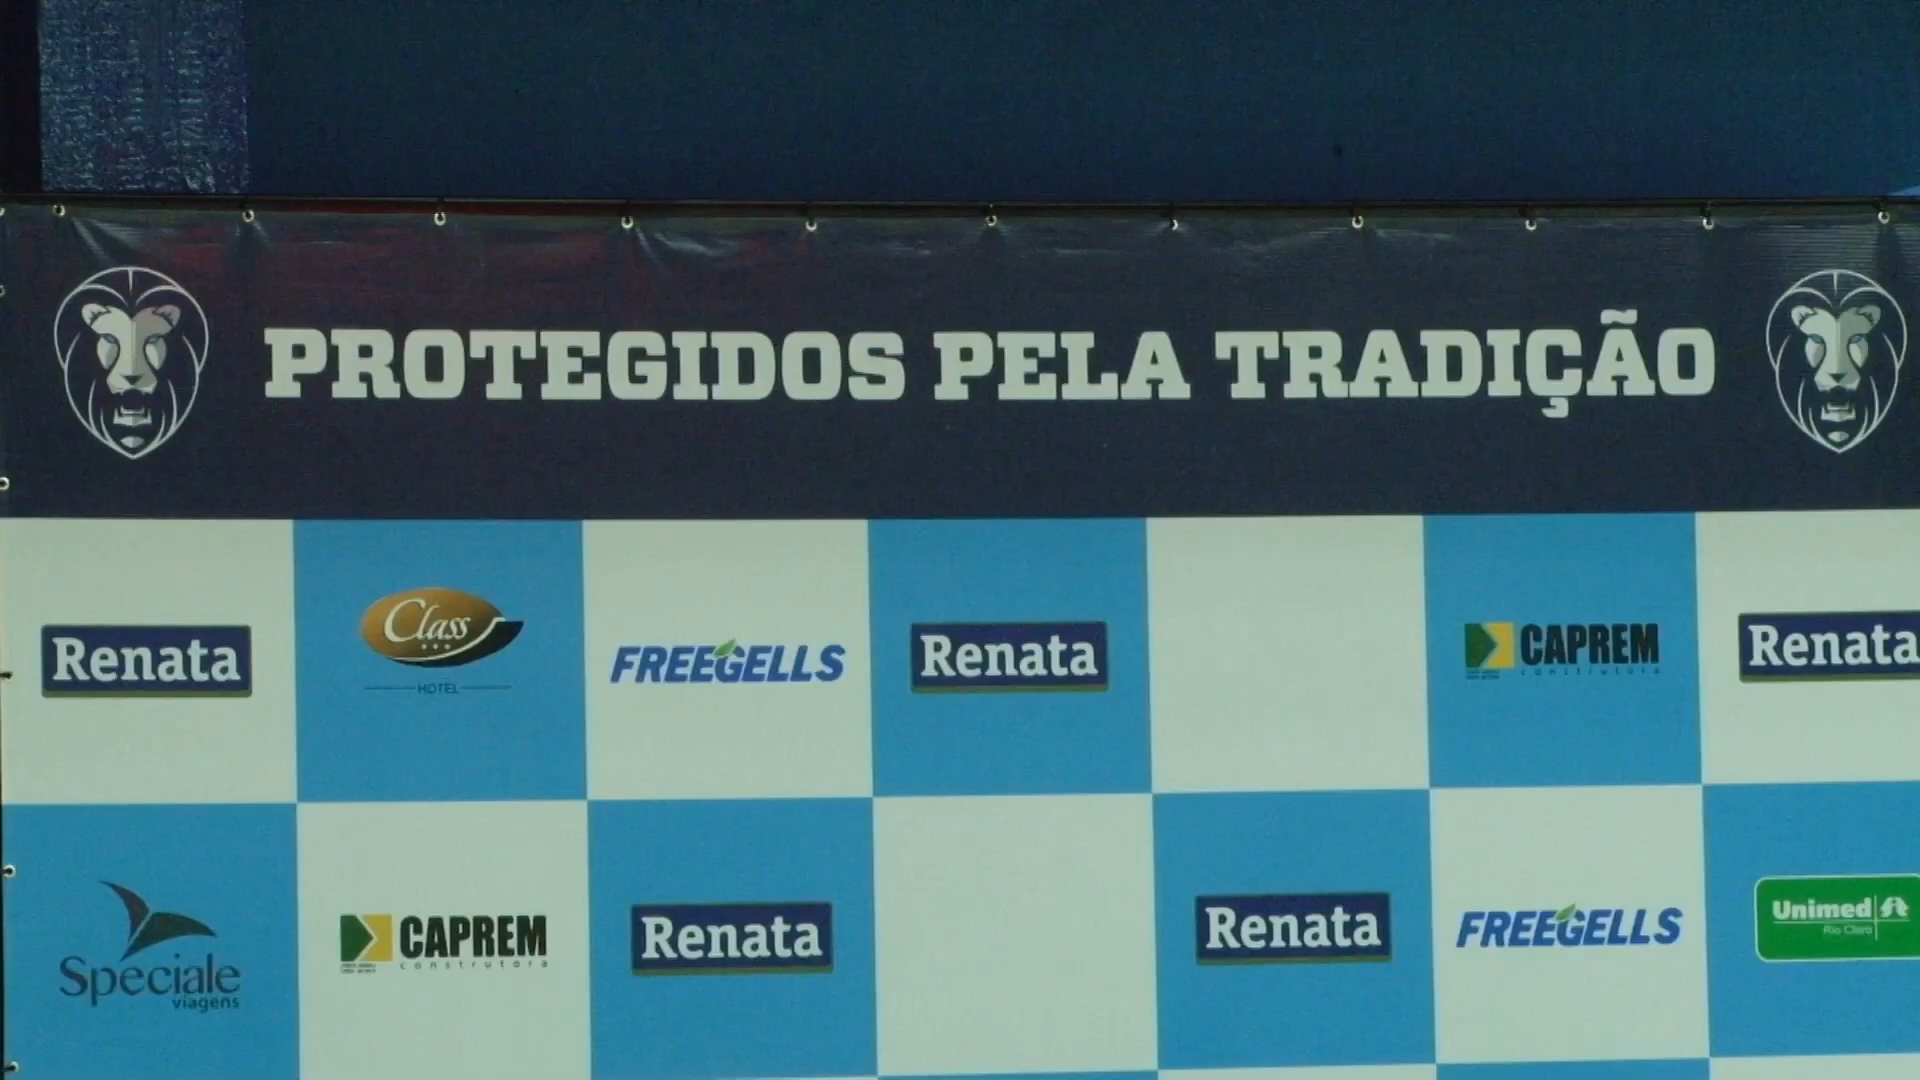 PROTEGIDOS PELA TRADIÇÃO
Renata
Class
HOTEL
FREEGELLS
Renata
CAPREM
construtora
Renata
Speciale
viagens
CAPREM
construtora
Renata
Renata
FREEGELLS
Unimed
Rio Claro